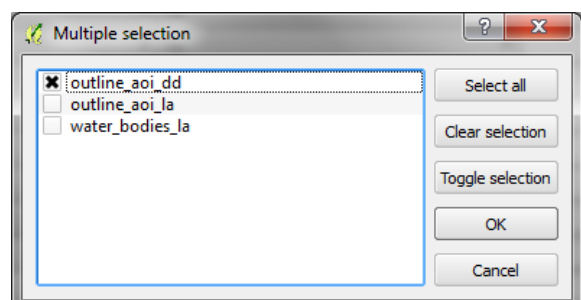 Multiple selection
outline_aoi_dd
outline_aoi_la
water_bodies_la
Select all
Clear selection
Toggle selection
OK
Cancel